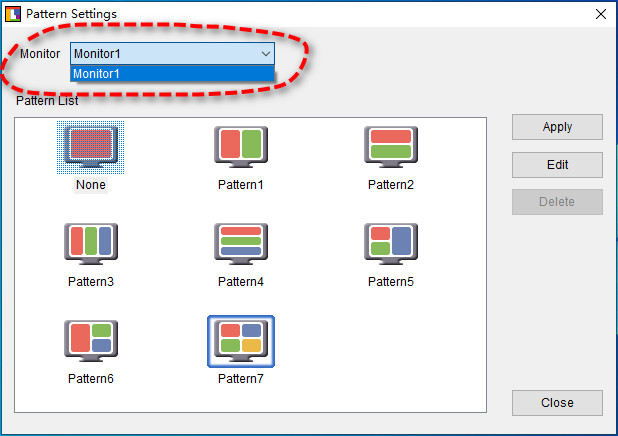 Pattern Settings
Monitor Monitor1
Monitor1
Pattern List
None Pattern1 Pattern2
Pattern3 Pattern4 Pattern5
Pattern6 Pattern7
Apply
Edit
Delete
Close